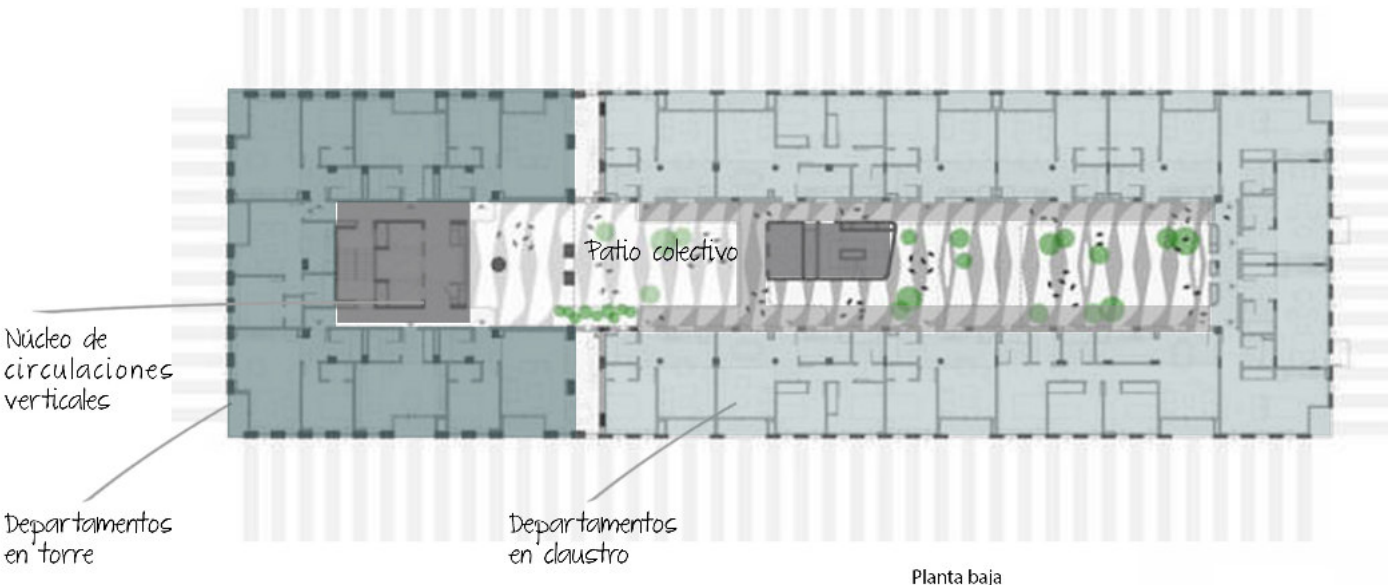 Patio colectivo
Núcleo de
circulaciones
verticales
Departamentos
en torre
Departamentos
en claustro
Planta baja